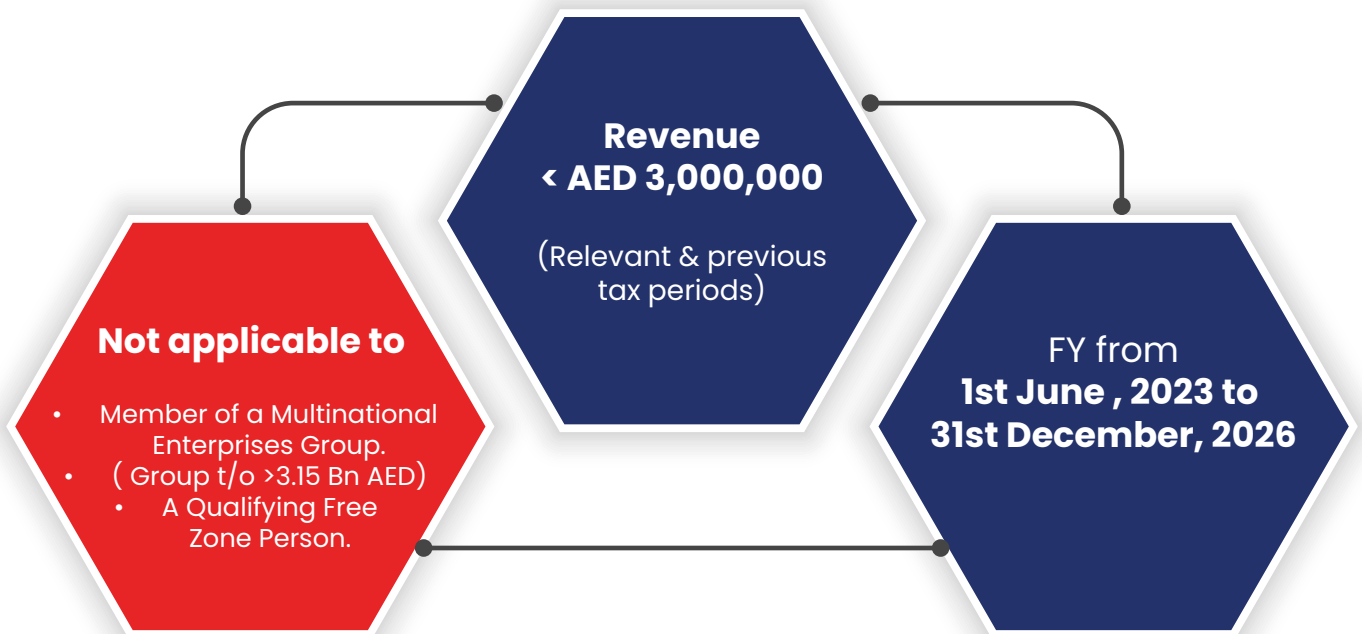 Revenue
< AED 3,000,000
(Relevant & previous
tax periods)
Not applicable to
• Member of a Multinational
Enterprises Group.
• ( Group t/o >3.15 Bn AED)
• A Qualifying Free
Zone Person.
FY from
1st June , 2023 to
31st December, 2026